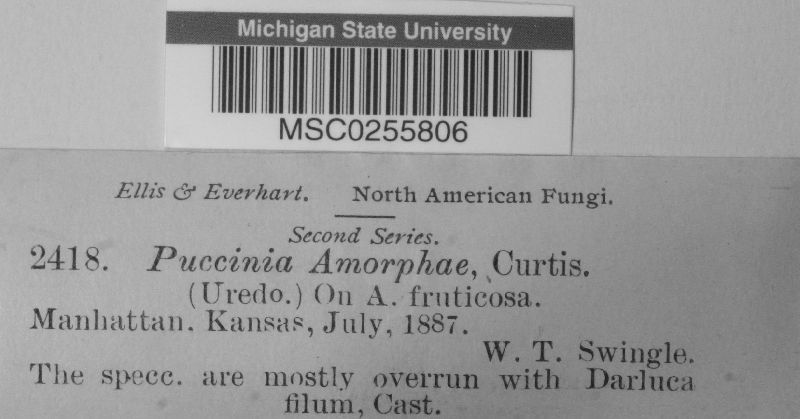 Michigan State University
MSC0255806
Ellis & Everhart. North American Fungi.
Second Series.
2418. Puccinia Amorphae, Curtis.
(Uredo.) On A. fruticosa.
Manhattan. Kansas, July, 1887.
W. T. Swingle.
The specc. are mostly overrun with Darluca
filum, Cast.